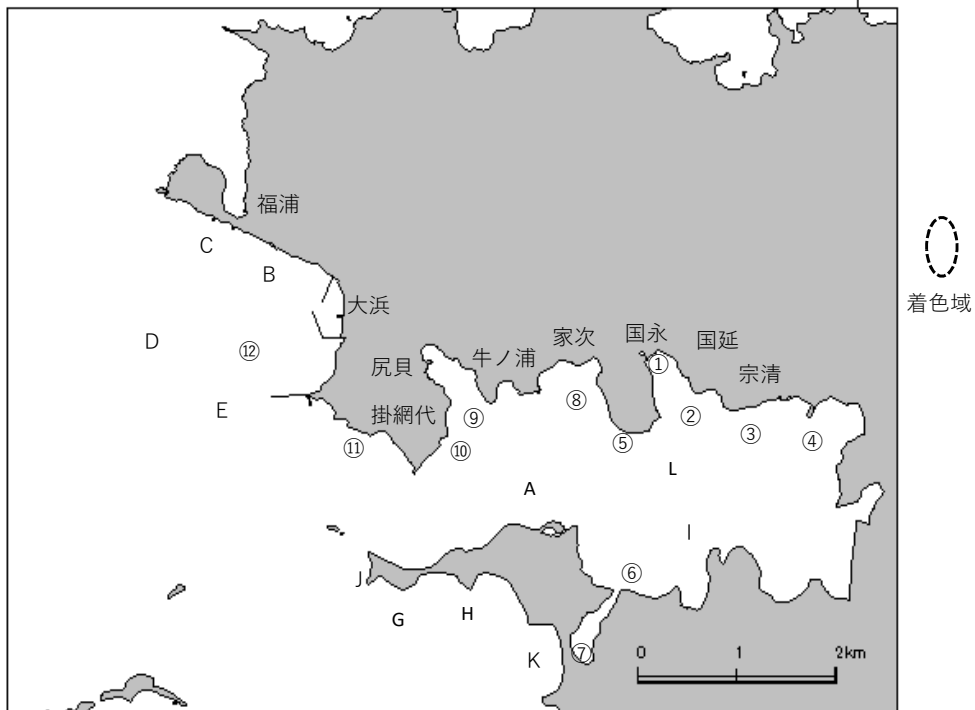 福浦
C
B
大浜
D
⑫
尻貝
牛ノ浦
家次
国永
国延
①
宗清
E
掛網代
⑨
⑧
②
⑪
⑩
⑤
③
④
L
A
I
⑥
J
G
H
K
⑦
0 1 2km
着色域